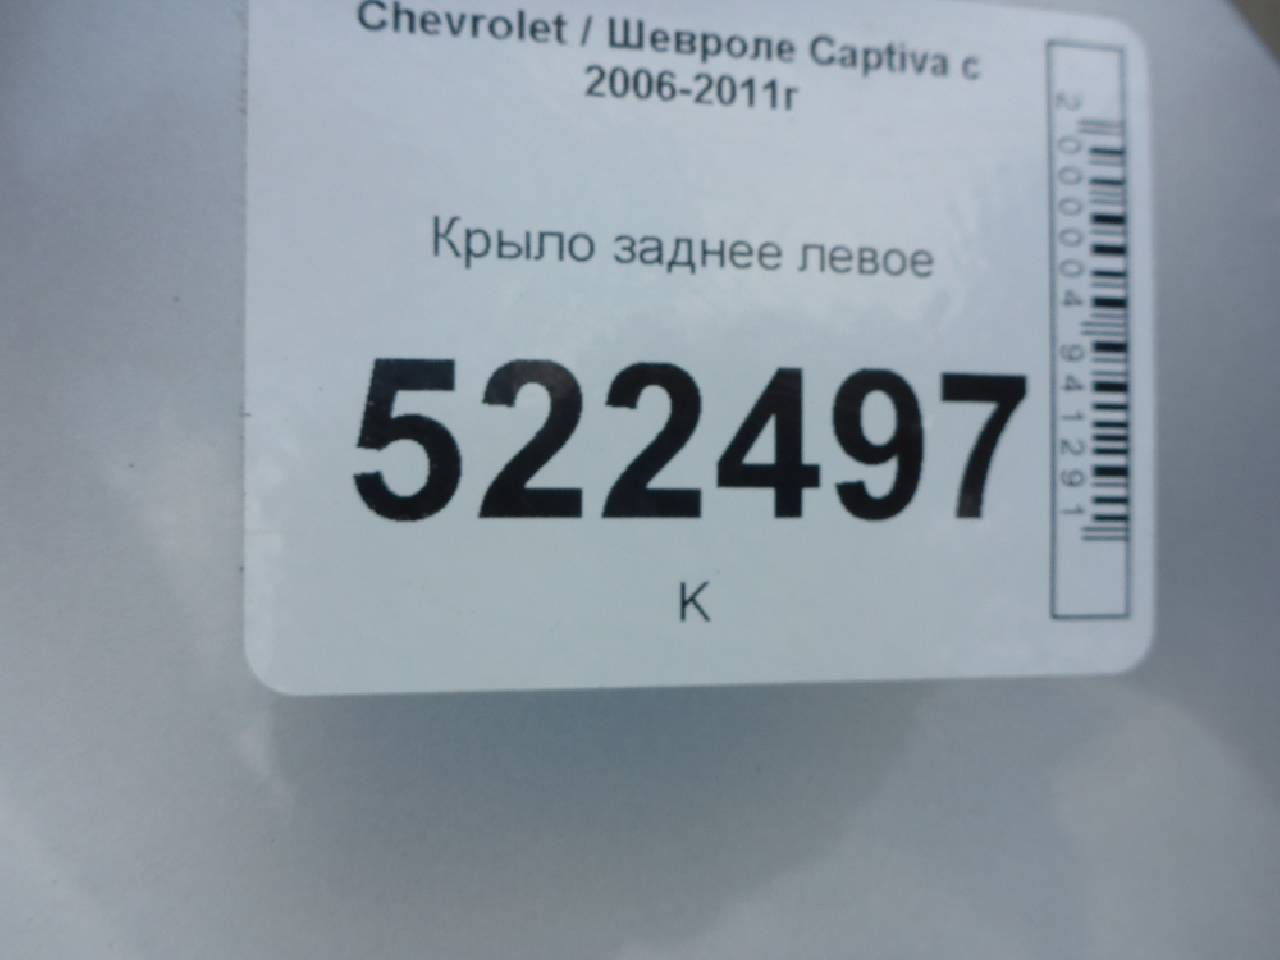 Chevrolet / Шевроле Captiva с
2006-2011г
Крыло заднее левое
522497
К
2000004941291